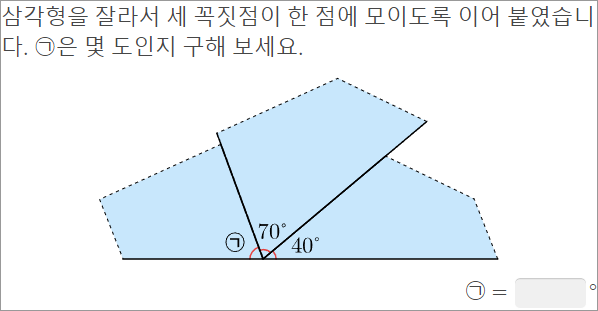 삼각형을 잘라서 세 꼭짓점이 한 점에 모이도록 이어 붙였습니
다. ㉠은 몇 도인지 구해 보세요.
㉠ 70° 40°
㉠ = °